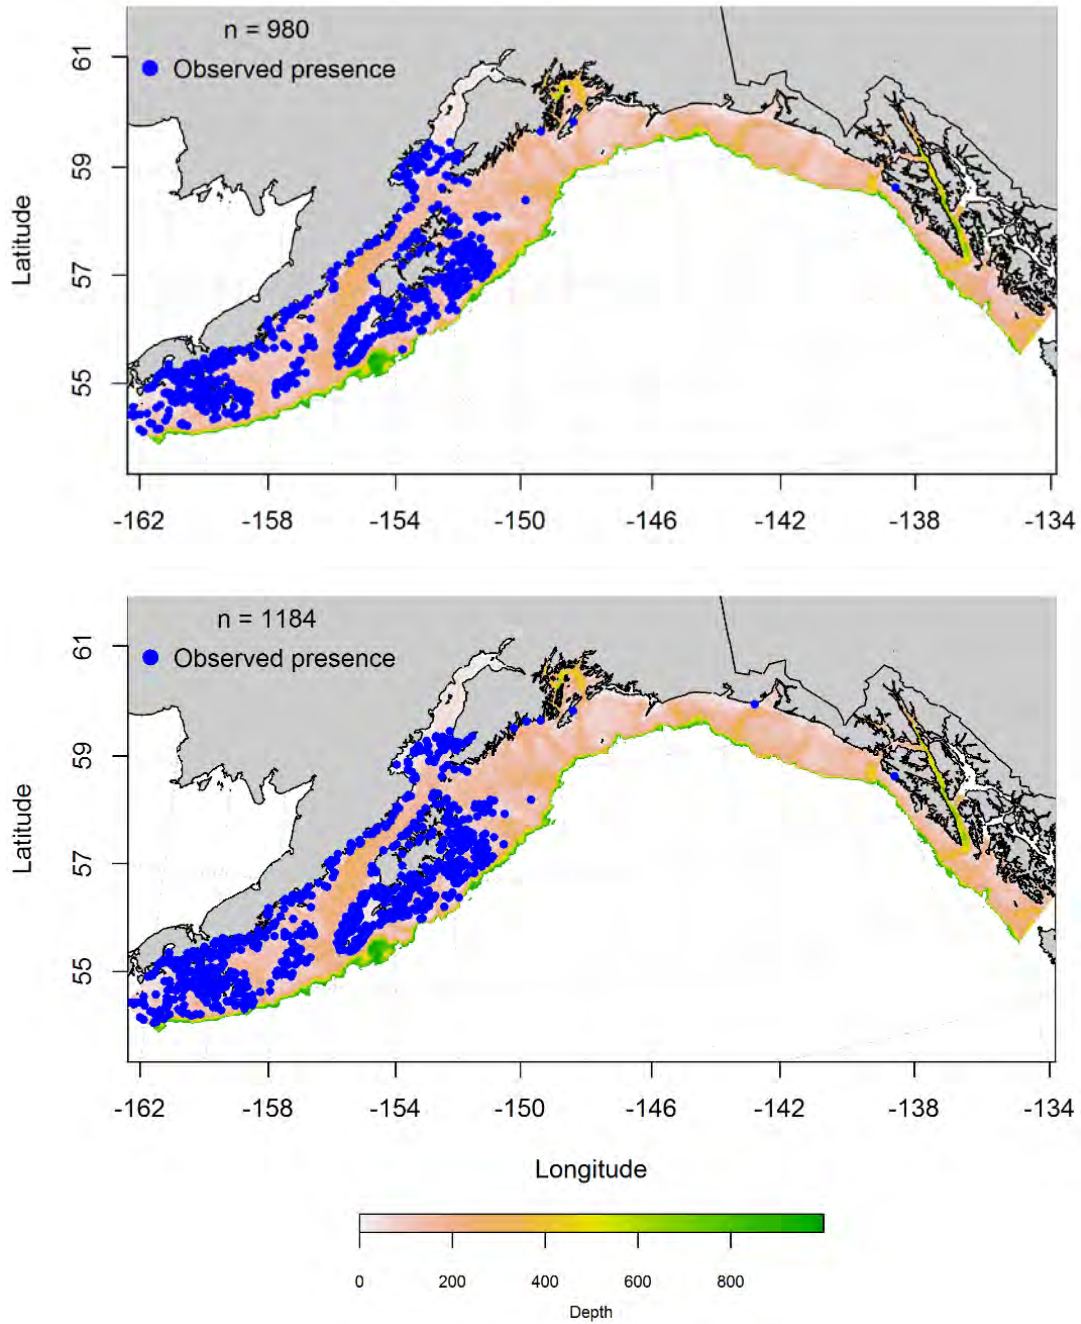 n = 980
Observed presence
61
59
57
55
Latitude
-162 -158 -154 -150 -146 -142 -138 -134
n = 1184
Observed presence
61
59
57
55
Latitude
-162 -158 -154 -150 -146 -142 -138 -134
Longitude
0 200 400 600 800
Depth